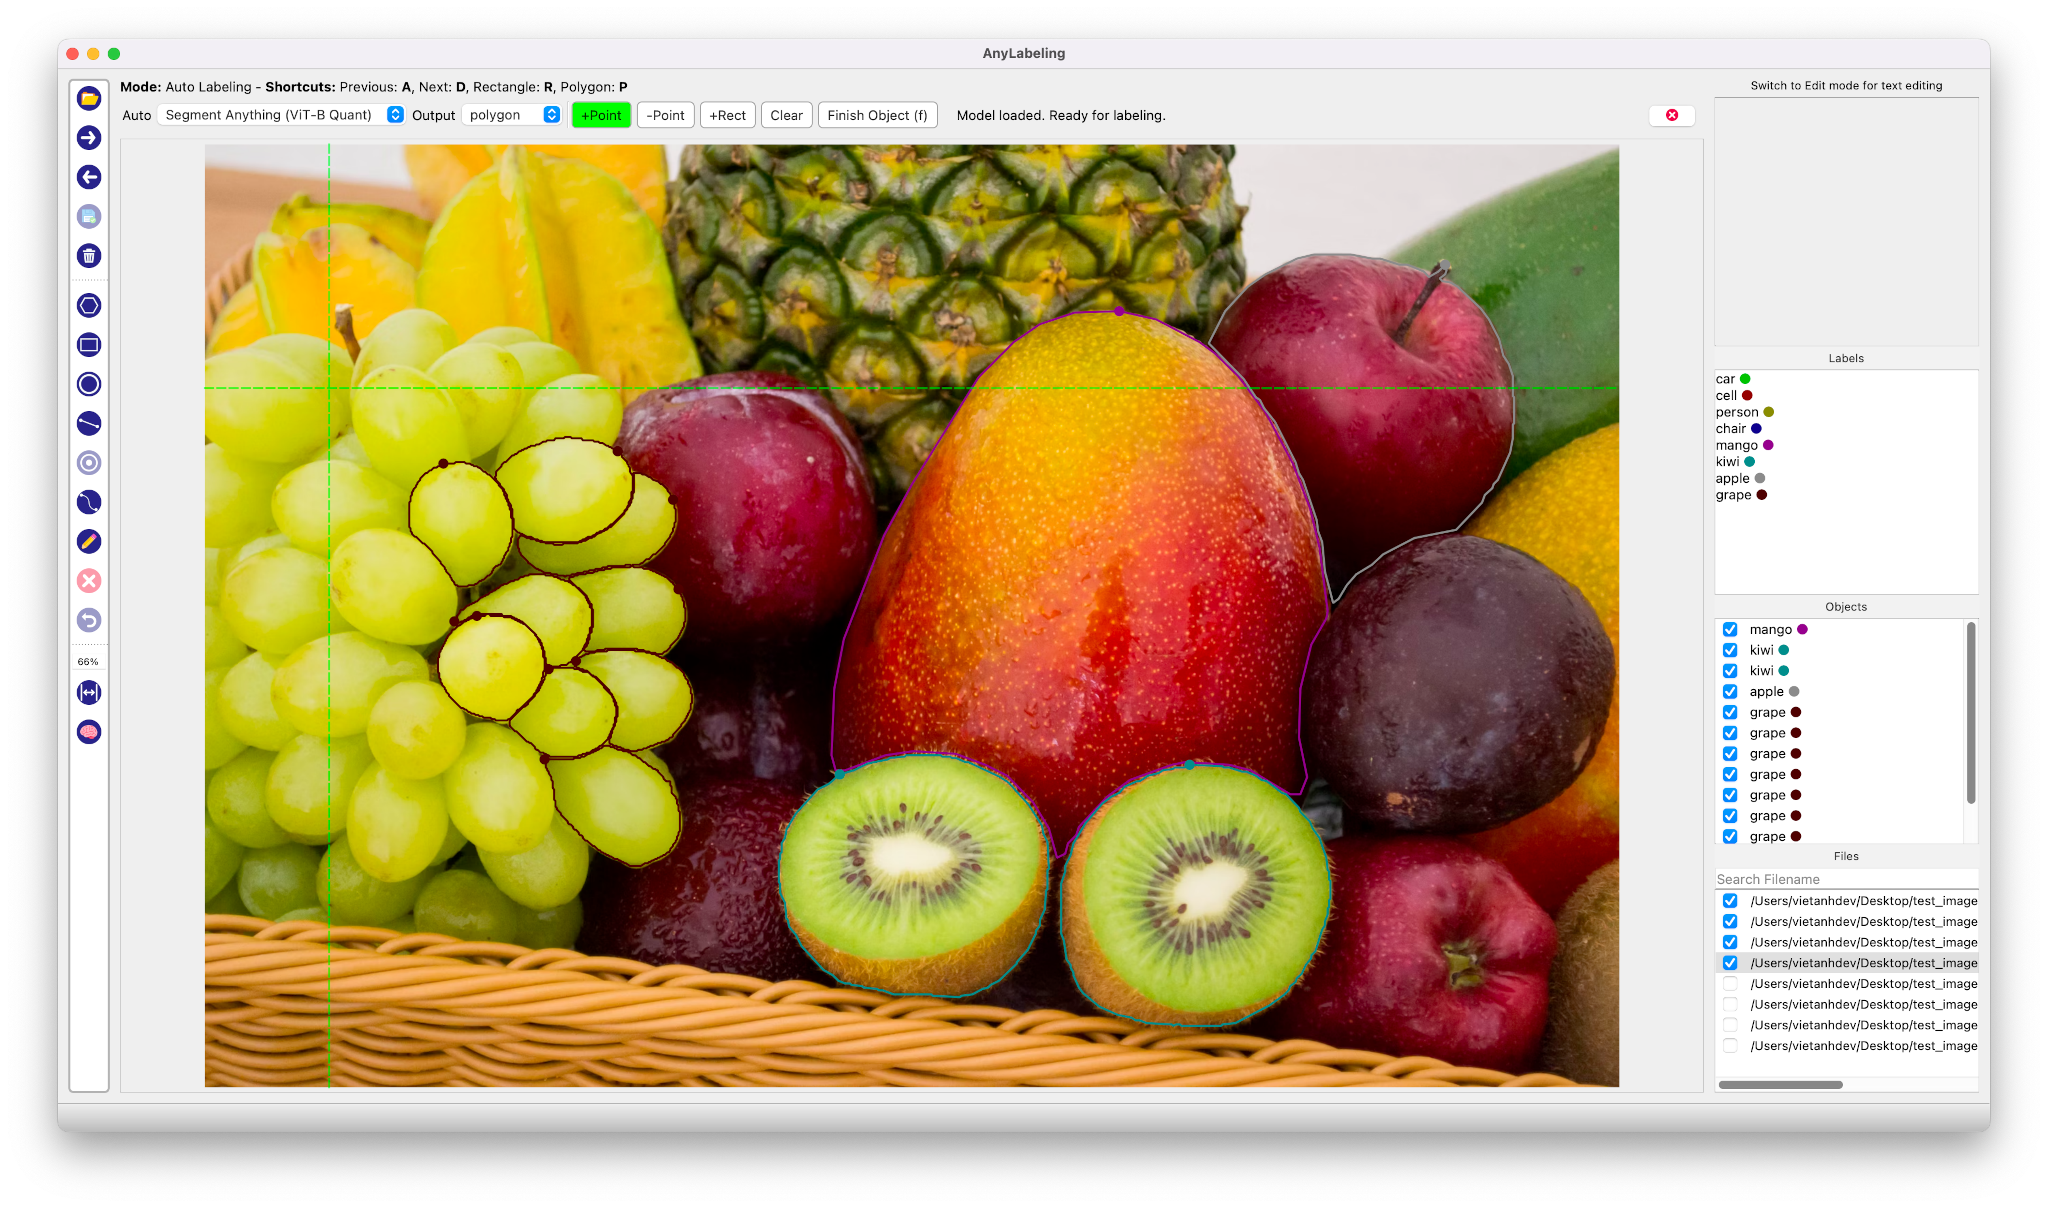 AnyLabeling
Mode: Auto Labeling - Shortcuts: Previous: A, Next: D, Rectangle: R, Polygon: P
Auto Segment Anything (ViT-B Quant) Output polygon +Point -Point +Rect Clear Finish Object (f) Model loaded. Ready for labeling.
66%
Switch to Edit mode for text editing
Labels
car
cell
person
chair
mango
kiwi
apple
grape
Objects
mango
kiwi
kiwi
apple
grape
grape
grape
grape
grape
grape
grape
Files
Search Filename
/Users/vietanhdev/Desktop/test_image
/Users/vietanhdev/Desktop/test_image
/Users/vietanhdev/Desktop/test_image
/Users/vietanhdev/Desktop/test_image
/Users/vietanhdev/Desktop/test_image
/Users/vietanhdev/Desktop/test_image
/Users/vietanhdev/Desktop/test_image
/Users/vietanhdev/Desktop/test_image